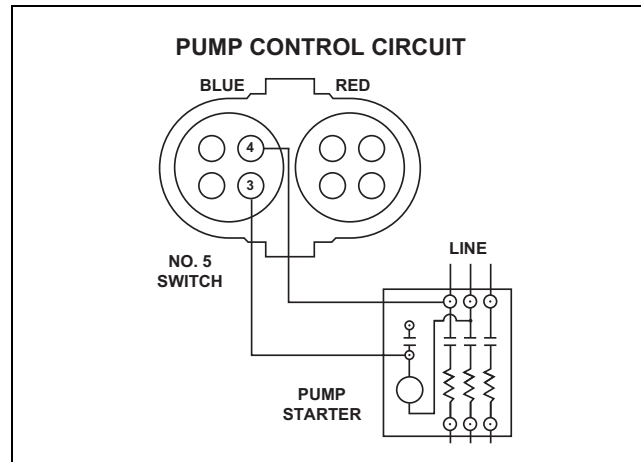 PUMP CONTROL CIRCUIT
BLUE RED
4
3
NO. 5
SWITCH
LINE
PUMP
STARTER